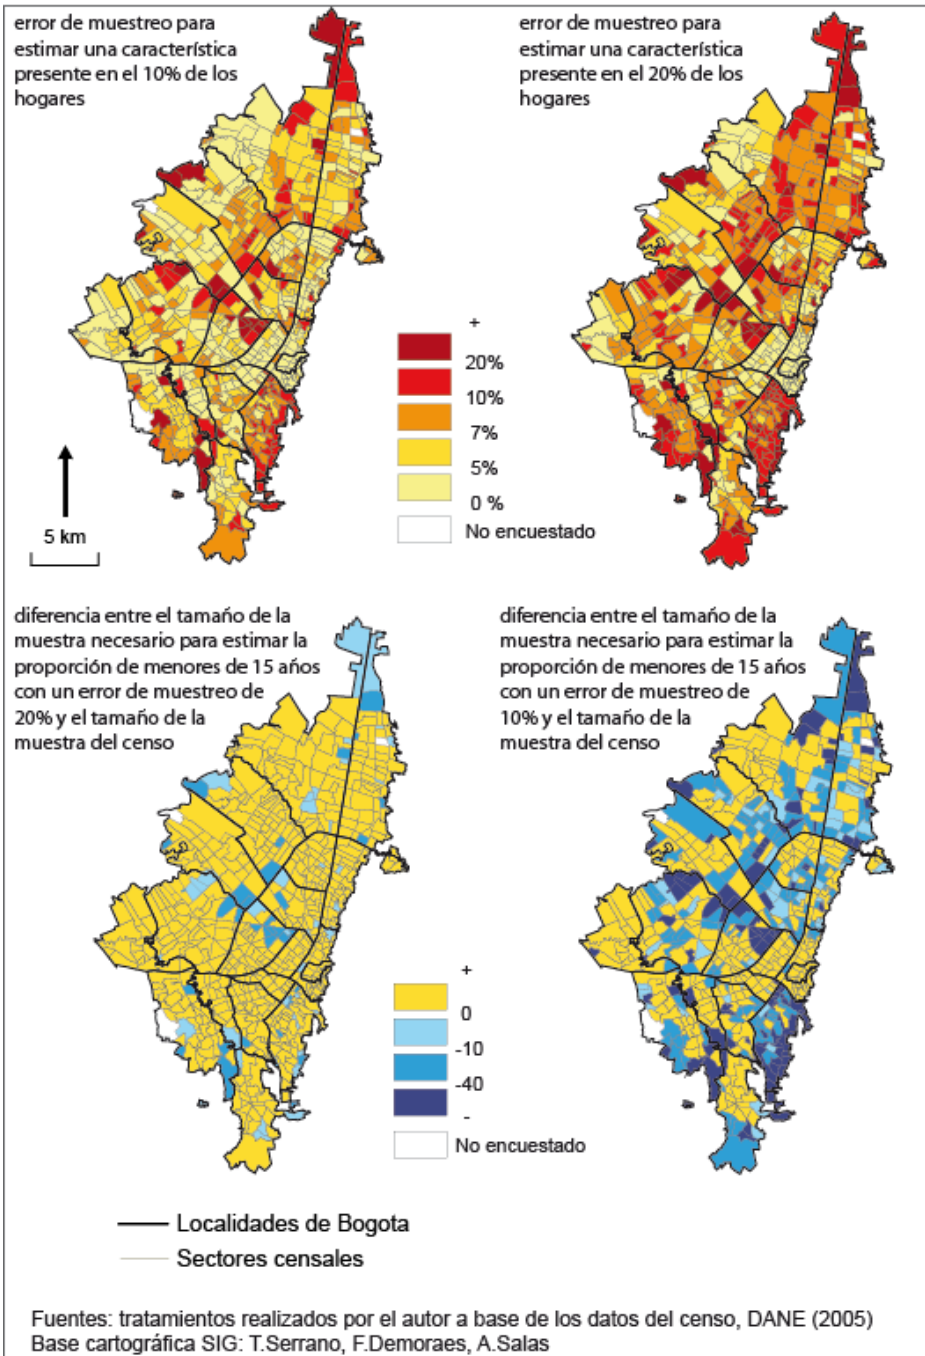 error de muestreo para
estimar una característica
presente en el 10% de los
hogares
error de muestreo para
estimar una característica
presente en el 20% de los
hogares
+
20%
10%
7%
5%
0 %
No encuestado
5 km
diferencia entre el tamaño de la
muestra necesario para estimar la
proporción de menores de 15 años
con un error de muestreo de
20% y el tamaño de la
muestra del censo
diferencia entre el tamaño de la
muestra necesario para estimar la
proporción de menores de 15 años
con un error de muestreo de
10% y el tamaño de la
muestra del censo
+
0
-10
-40
-
No encuestado
Localidades de Bogota
Sectores censales
Fuentes: tratamientos realizados por el autor a base de los datos del censo, DANE (2005)
Base cartográfica SIG: T.Serrano, F.Demoraes, A.Salas